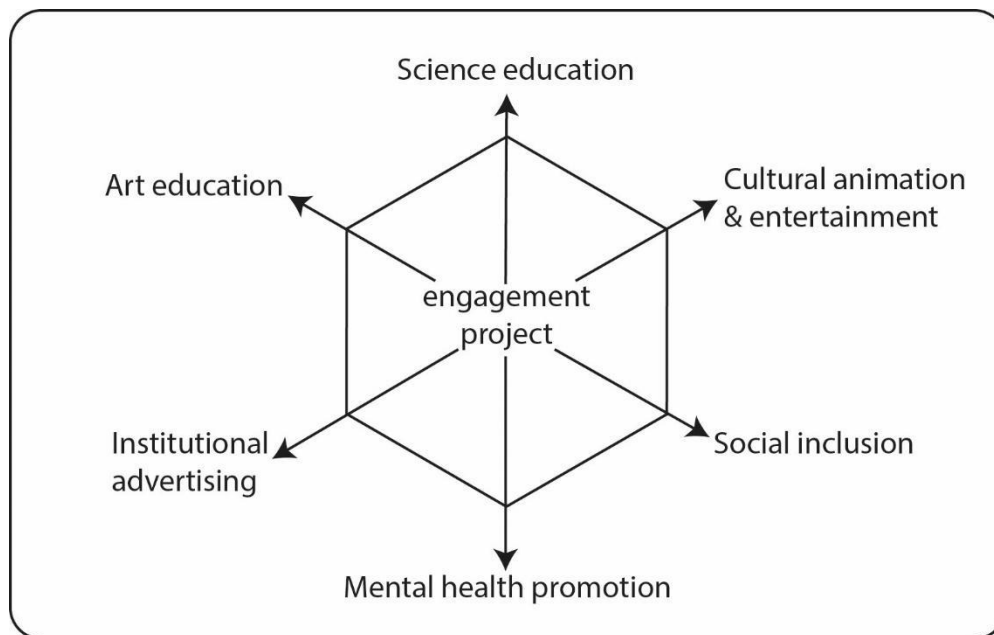 Science education
Art education
Cultural animation
& entertainment
engagement
project
Institutional
advertising
Social inclusion
Mental health promotion